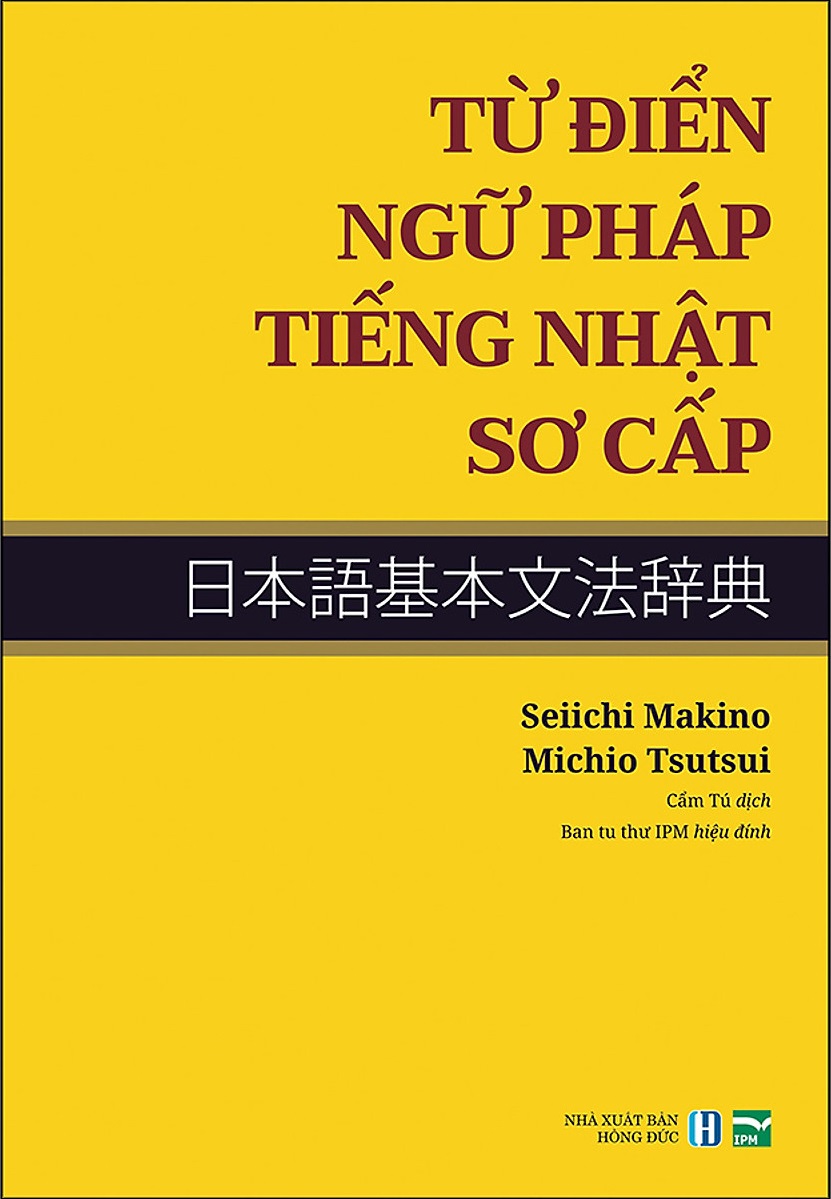 TỪ ĐIỂN
NGỮ PHÁP
TIẾNG NHẬT
SƠ CẤP
日本語基本文法辞典
Seiichi Makino
Michio Tsutsui
Cẩm Tú dịch
Ban tu thư IPM hiệu đính
NHÀ XUẤT BẢN
HỒNG ĐỨC
IPM